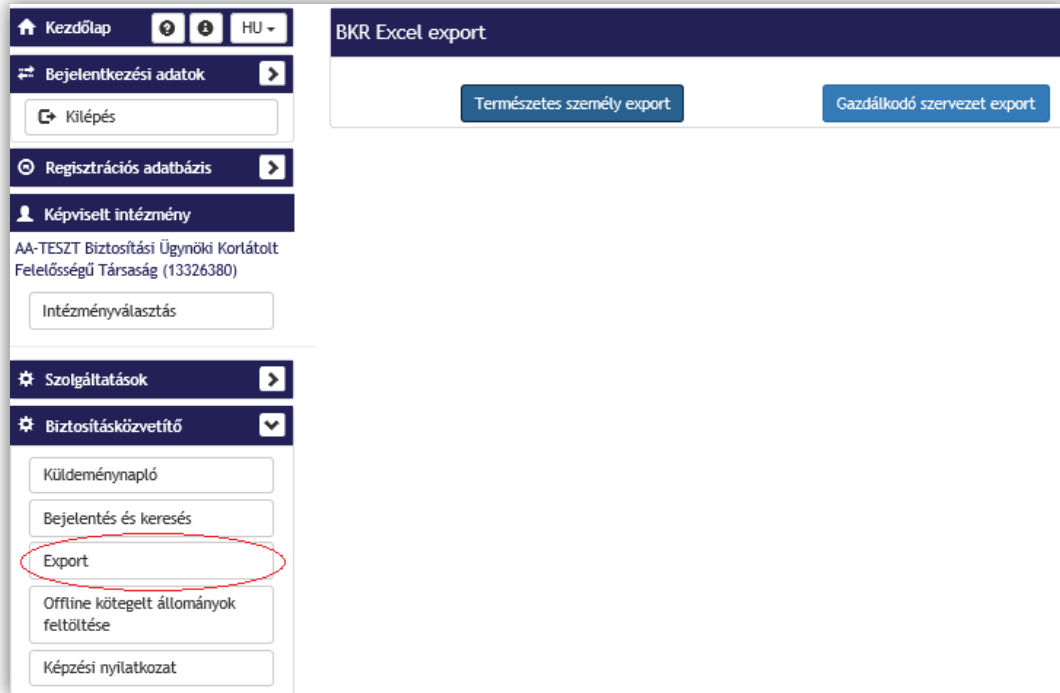 Kezdőlap
HU
Bejelentkezési adatok
Kilépés
Regisztrációs adatbázis
Képviselt intézmény
AA-TESZT Biztosítási Ügynöki Korlátolt
Felelősségű Társaság (13326380)
Intézményválasztás
Szolgáltatások
Biztosításközvetítő
Küldeménynapló
Bejelentés és keresés
Export
Offline kötegelt állományok
feltöltése
Képzési nyilatkozat
BKR Excel export
Természetes személy export
Gazdálkodó szervezet export